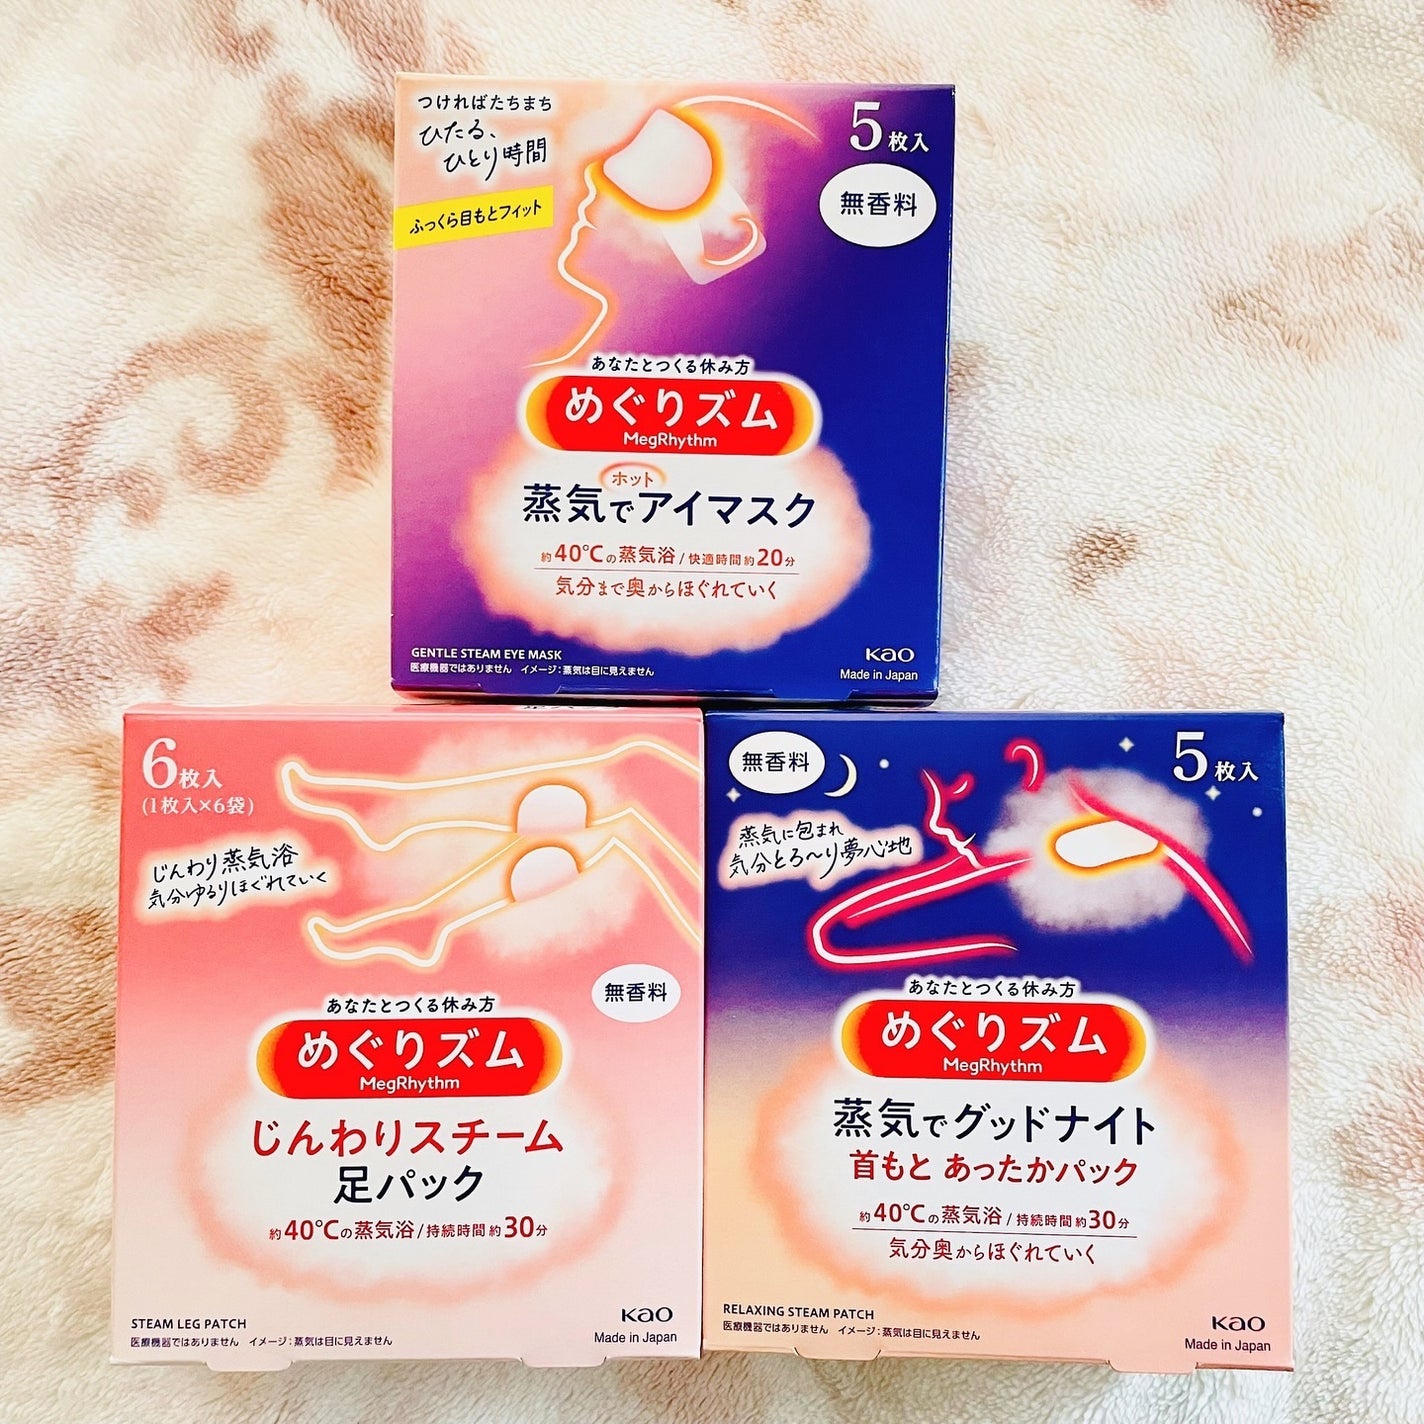 つければたちまち
ひたる、
ひとり時間
ふっくら目もとフィット
5枚入
無香料
あなたとつくる休み方
めぐりズム
MegRhythm
ホット
蒸気でアイマスク
約40℃の蒸気浴/快適時間約20分
気分まで奥からほぐれていく
GENTLE STEAM EYE MASK
医療機器ではありません イメージ:蒸気は目に見えません
Kao
Made in Japan
6枚入
(1枚入×6袋)
じんわり蒸気浴
気分ゆるりほぐれていく
無香料
あなたとつくる休み方
めぐりズム
MegRhythm
じんわりスチーム
足パック
約40℃の蒸気浴/持続時間約30分
STEAM LEG PATCH
医療機器ではありません イメージ:蒸気は目に見えません
Kao
Made in Japan
無香料
5枚入
蒸気に包まれ
気分とろ〜り夢心地
あなたとつくる休み方
めぐりズム
MegRhythm
蒸気でグッドナイト
首もと あったかパック
約40℃の蒸気浴/持続時間約30分
気分奥からほぐれていく
RELAXING STEAM PATCH
医療機器ではありません イメージ:蒸気は目に見えません
Kao
Made in Japan